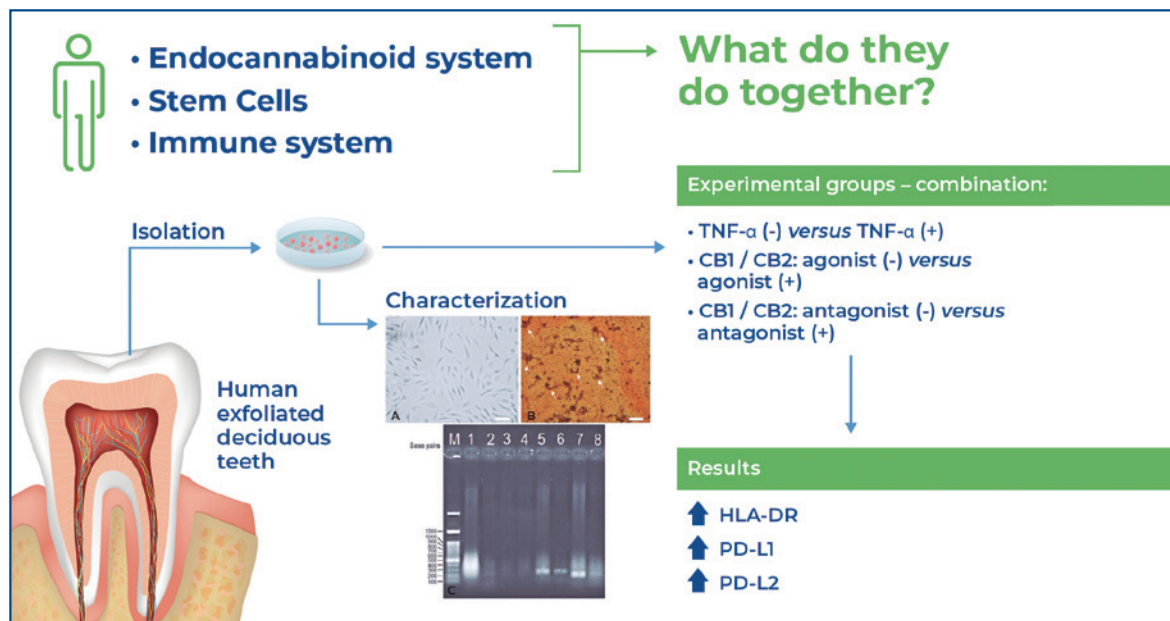 • Endocannabinoid system
• Stem Cells
• Immune system
What do they
do together?
Experimental groups – combination:
• TNF-α (-) versus TNF-α (+)
• CB1 / CB2: agonist (-) versus
agonist (+)
• CB1 / CB2: antagonist (-) versus
antagonist (+)
Isolation
Characterization
A
B
Human
exfoliated
deciduous
teeth
M 1 2 3 4 5 6 7 8
C
Results
HLA-DR
PD-L1
PD-L2